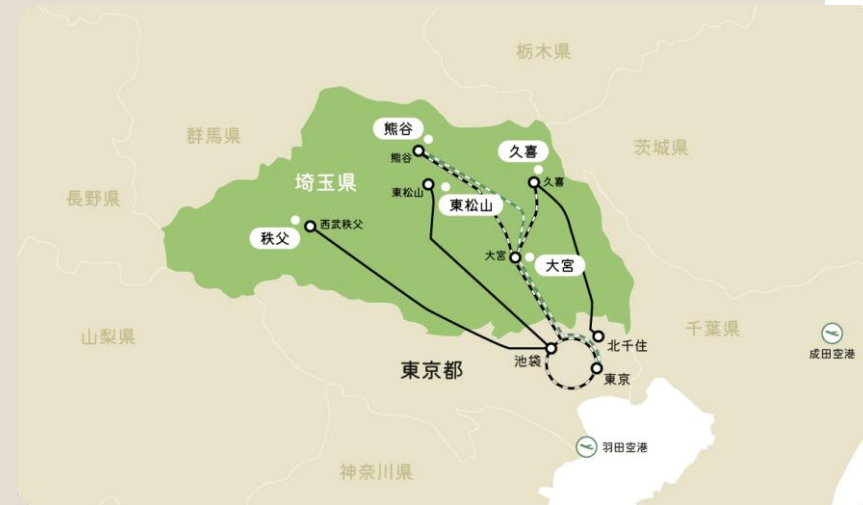 栃木県
群馬県
熊谷
久喜
茨城県
熊谷
埼玉県
久喜
東松山
長野県
東松山
西武秩父
秩父
大宮
大宮
千葉県
山梨県
北千住
成田空港
池袋
東京都
東京
羽田空港
神奈川県